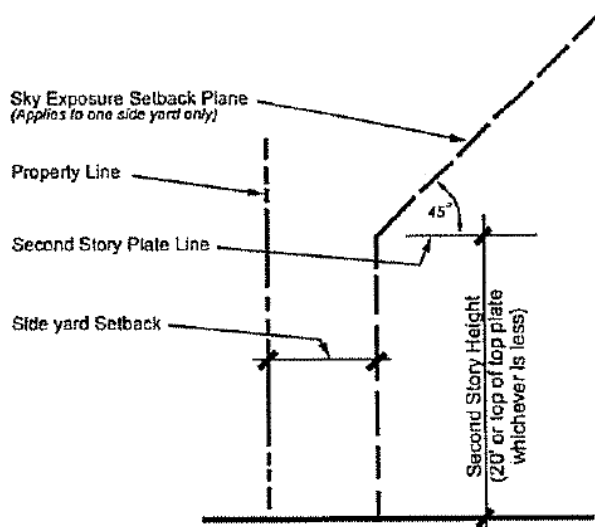 Sky Exposure Setback Plane
(Applies to one side yard only)
Property Line
45°
Second Story Plate Line
Side yard Setback
Second Story Height
(20' or top of top plate
whichever is less)